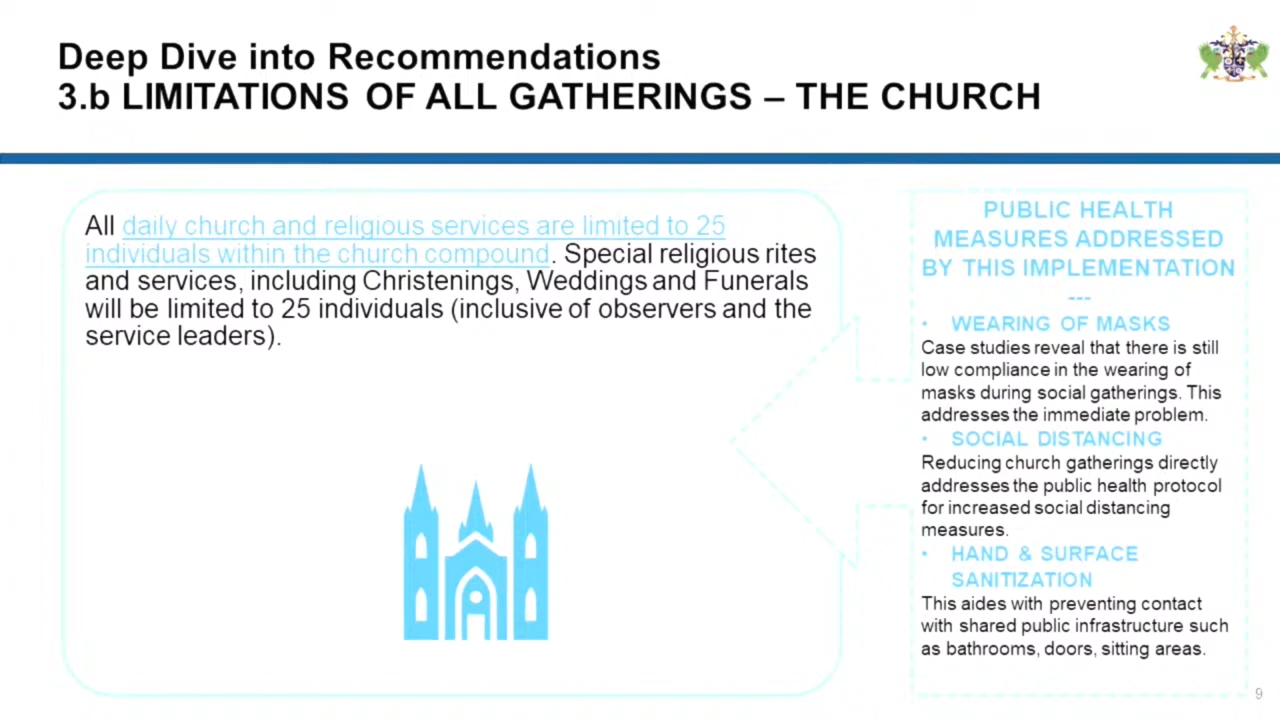 Deep Dive into Recommendations
3.b LIMITATIONS OF ALL GATHERINGS – THE CHURCH
All daily church and religious services are limited to 25
individuals within the church compound. Special religious rites
and services, including Christenings, Weddings and Funerals
will be limited to 25 individuals (inclusive of observers and the
service leaders).
PUBLIC HEALTH
MEASURES ADDRESSED
BY THIS IMPLEMENTATION
---
• WEARING OF MASKS
Case studies reveal that there is still
low compliance in the wearing of
masks during social gatherings. This
addresses the immediate problem.
• SOCIAL DISTANCING
Reducing church gatherings directly
addresses the public health protocol
for increased social distancing
measures.
• HAND & SURFACE
SANITIZATION
This aides with preventing contact
with shared public infrastructure such
as bathrooms, doors, sitting areas.
9